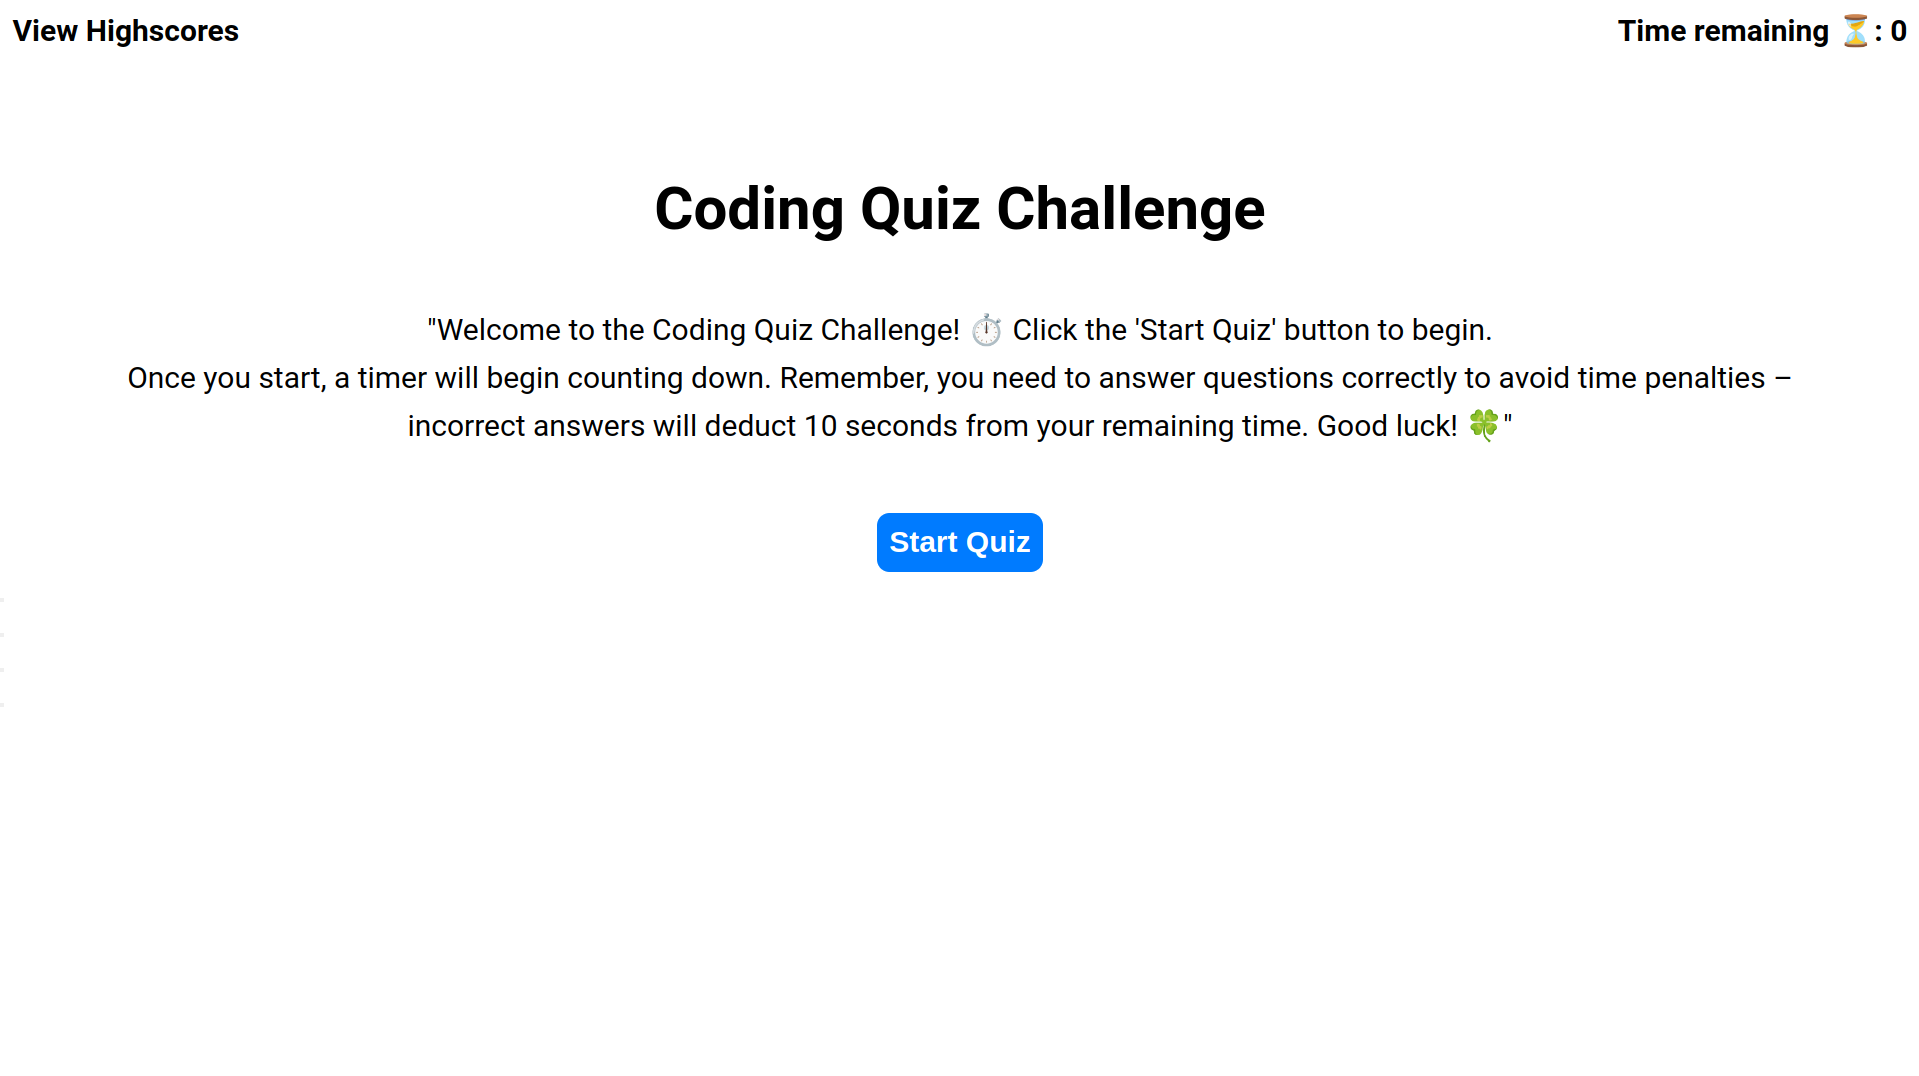 View Highscores
Time remaining ⏳: 0
Coding Quiz Challenge
"Welcome to the Coding Quiz Challenge! ⏱️ Click the 'Start Quiz' button to begin.
Once you start, a timer will begin counting down. Remember, you need to answer questions correctly to avoid time penalties –
incorrect answers will deduct 10 seconds from your remaining time. Good luck! 🍀"
Start Quiz